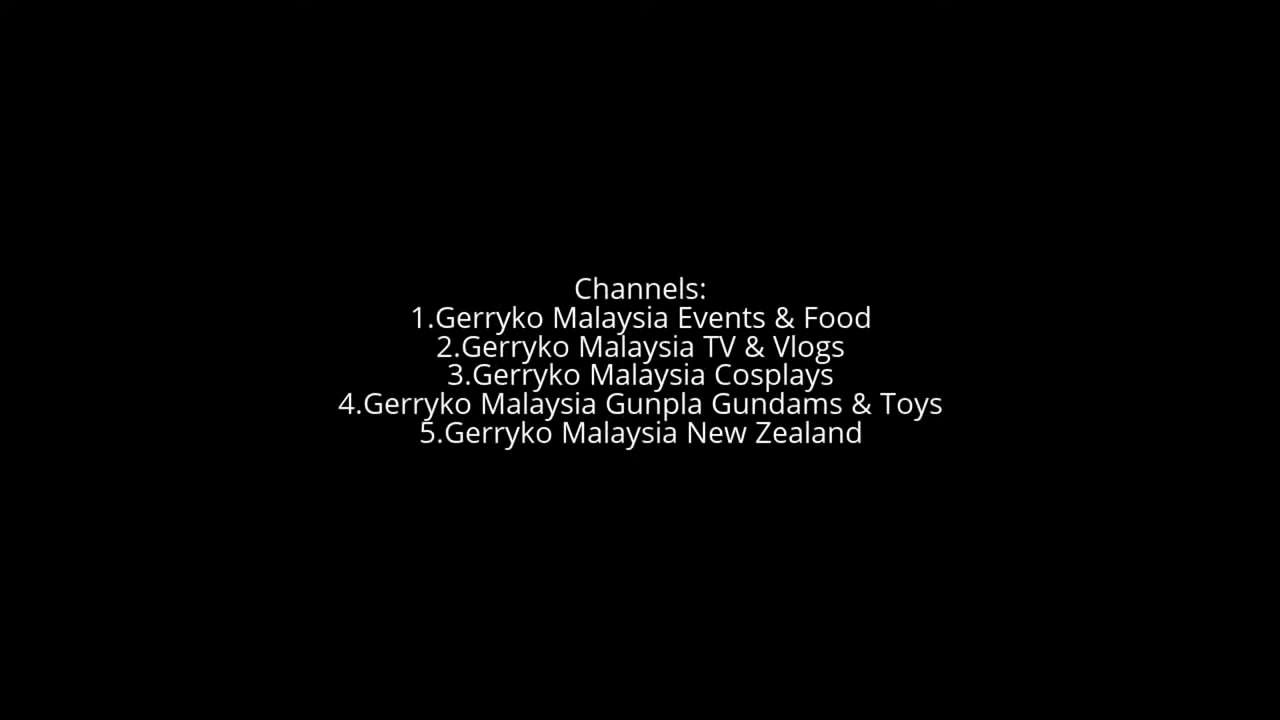 Channels:
1.Gerryko Malaysia Events & Food
2.Gerryko Malaysia TV & Vlogs
3.Gerryko Malaysia Cosplays
4.Gerryko Malaysia Gunpla Gundams & Toys
5.Gerryko Malaysia New Zealand